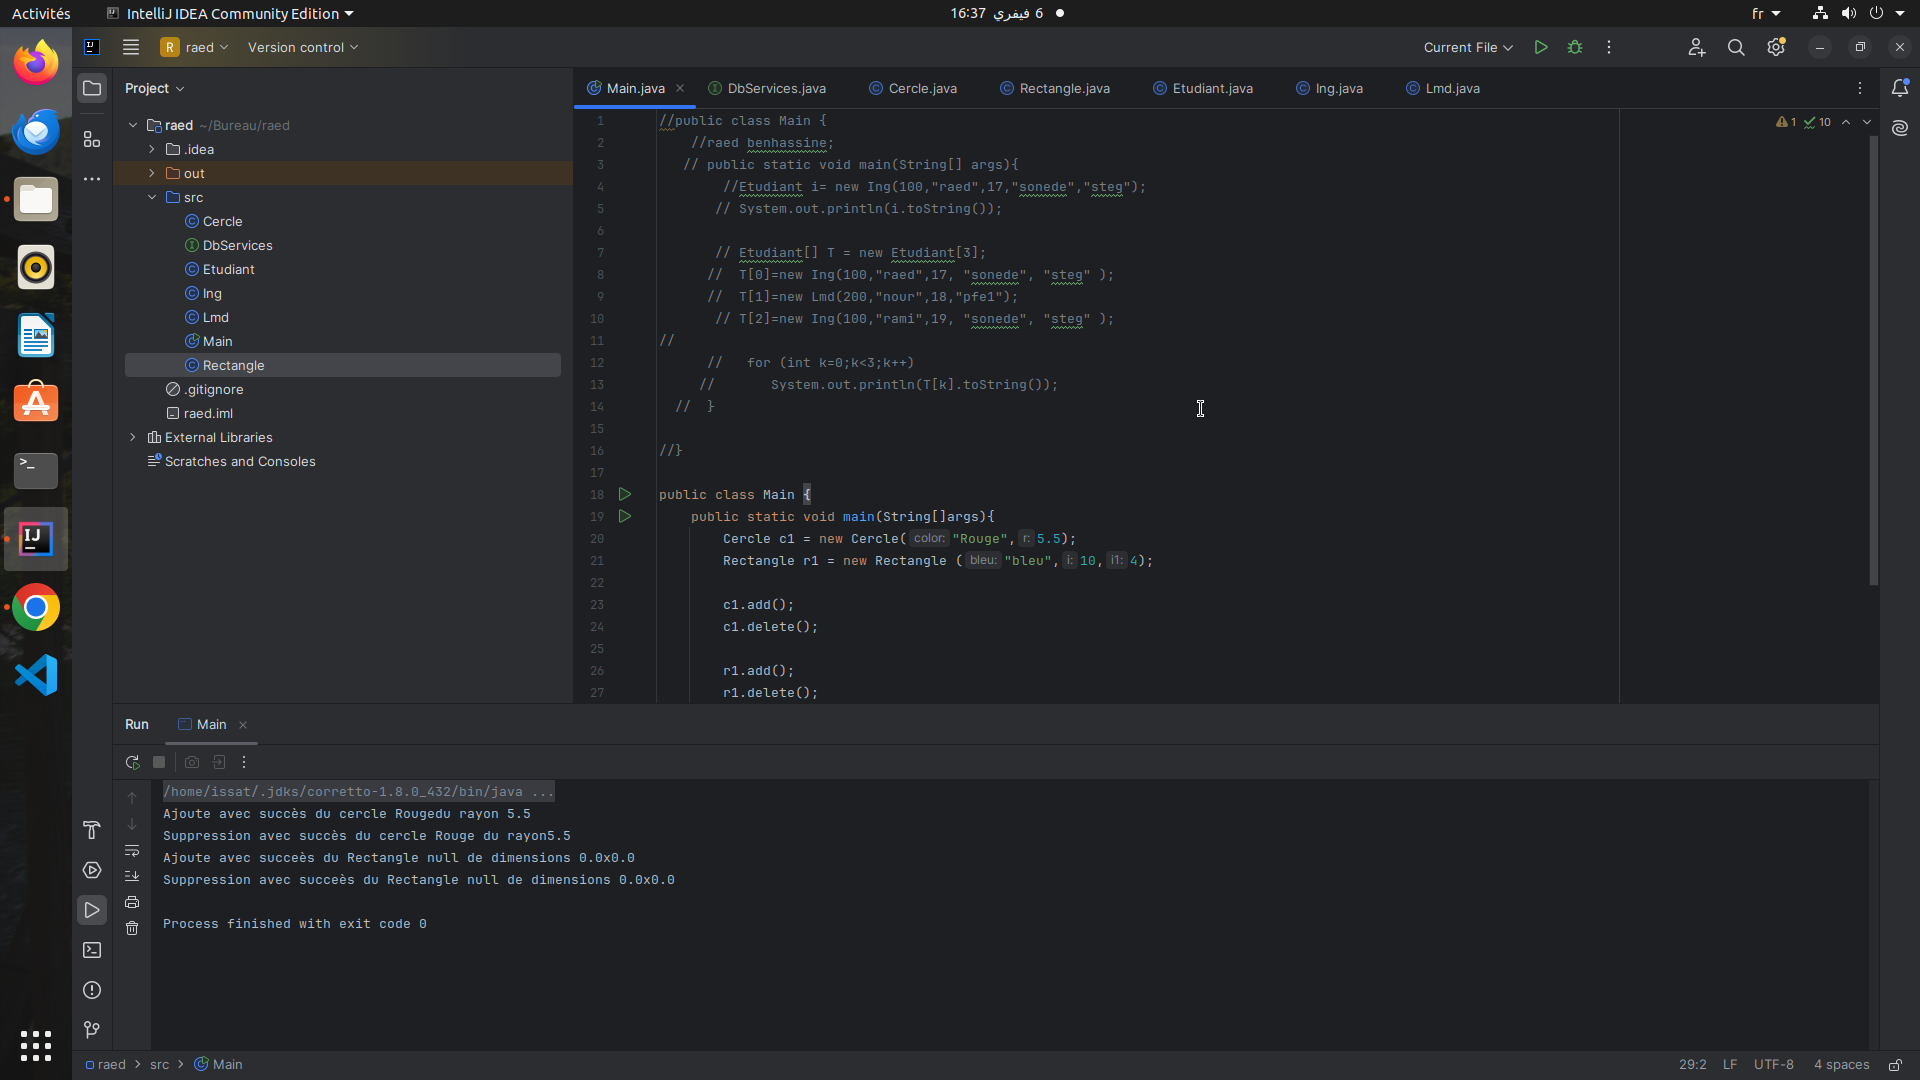 Activités
IntelliJ IDEA Community Edition
6 فيفري 16:37
fr
raed
Version control
Current File
Project
Main.java
DbServices.java
Cercle.java
Rectangle.java
Etudiant.java
Ing.java
Lmd.java
raed ~/Bureau/raed
.idea
out
src
Cercle
DbServices
Etudiant
Ing
Lmd
Main
Rectangle
.gitignore
raed.iml
External Libraries
Scratches and Consoles
1 10
1 //public class Main {
2 //raed benhassine;
3 // public static void main(String[] args){
4 //Etudiant i= new Ing(100,"raed",17,"sonede","steg");
5 // System.out.println(i.toString());
6
7 // Etudiant[] T = new Etudiant[3];
8 // T[0]=new Ing(100,"raed",17, "sonede", "steg" );
9 // T[1]=new Lmd(200,"nour",18,"pfe1");
10 // T[2]=new Ing(100,"rami",19, "sonede", "steg" );
11 //
12 // for (int k=0;k<3;k++)
13 // System.out.println(T[k].toString());
14 // }
15
16 //}
17
18 public class Main {
19 public static void main(String[]args){
20 Cercle c1 = new Cercle( color: "Rouge", r: 5.5);
21 Rectangle r1 = new Rectangle ( bleu: "bleu", i: 10, i1: 4);
22
23 c1.add();
24 c1.delete();
25
26 r1.add();
27 r1.delete();
Run
Main
/home/issat/.jdks/corretto-1.8.0_432/bin/java ...
Ajoute avec succès du cercle Rougedu rayon 5.5
Suppression avec succès du cercle Rouge du rayon5.5
Ajoute avec succeès du Rectangle null de dimensions 0.0x0.0
Suppression avec succeès du Rectangle null de dimensions 0.0x0.0
Process finished with exit code 0
raed > src > Main
29:2 LF UTF-8 4 spaces